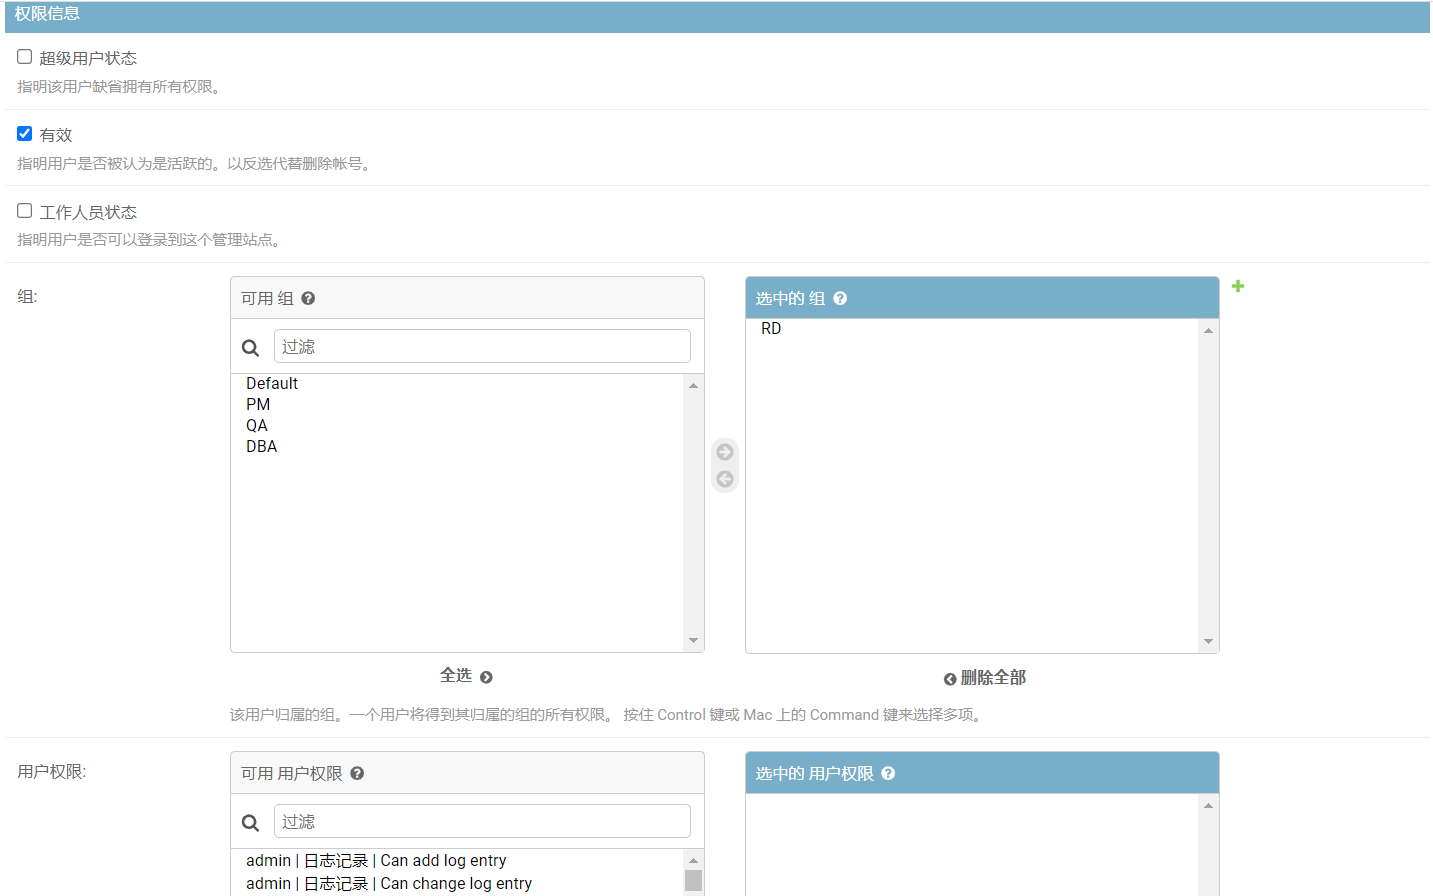 权限信息
超级用户状态
指明该用户缺省拥有所有权限。
有效
指明用户是否被认为是活跃的。以反选代替删除帐号。
工作人员状态
指明用户是否可以登录到这个管理站点。
组:
可用 组
过滤
Default
PM
QA
DBA
全选
选中的 组
RD
删除全部
该用户归属的组。一个用户将得到其归属的组的所有权限。 按住 Control 键或 Mac 上的 Command 键来选择多项。
用户权限:
可用 用户权限
过滤
admin | 日志记录 | Can add log entry
admin | 日志记录 | Can change log entry
选中的 用户权限